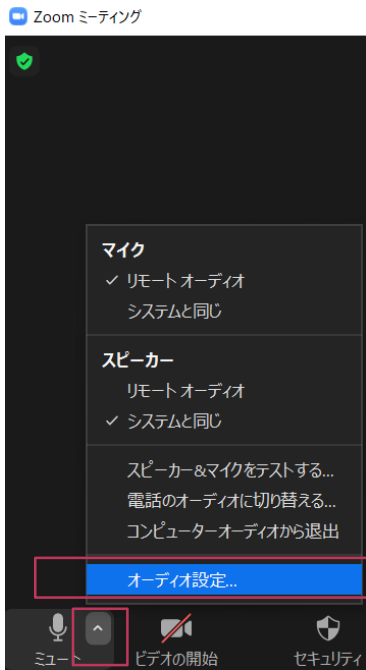 Zoom ミーティング
マイク
リモート オーディオ
システムと同じ
スピーカー
リモート オーディオ
システムと同じ
スピーカー&マイクをテストする...
電話のオーディオに切り替える...
コンピューターオーディオから退出
オーディオ設定...
ミュート ビデオの開始 セキュリティ